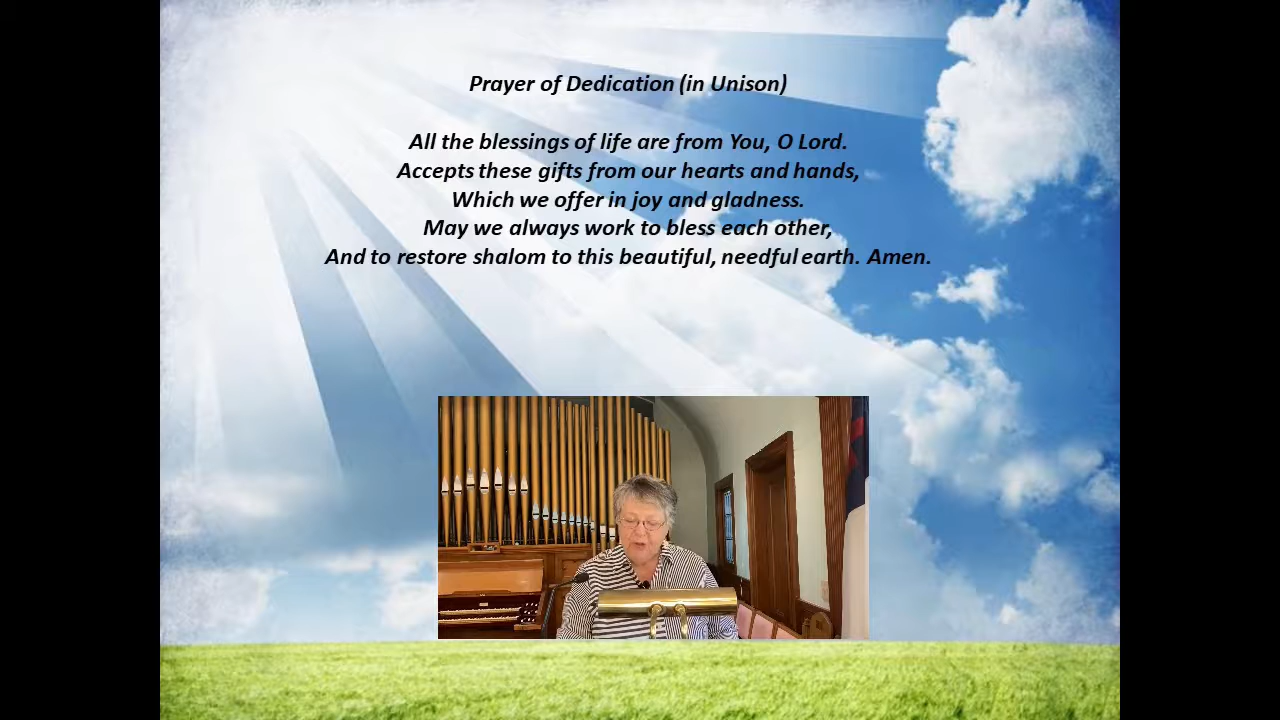 Prayer of Dedication (in Unison)
All the blessings of life are from You, O Lord.
Accepts these gifts from our hearts and hands,
Which we offer in joy and gladness.
May we always work to bless each other,
And to restore shalom to this beautiful, needful earth. Amen.